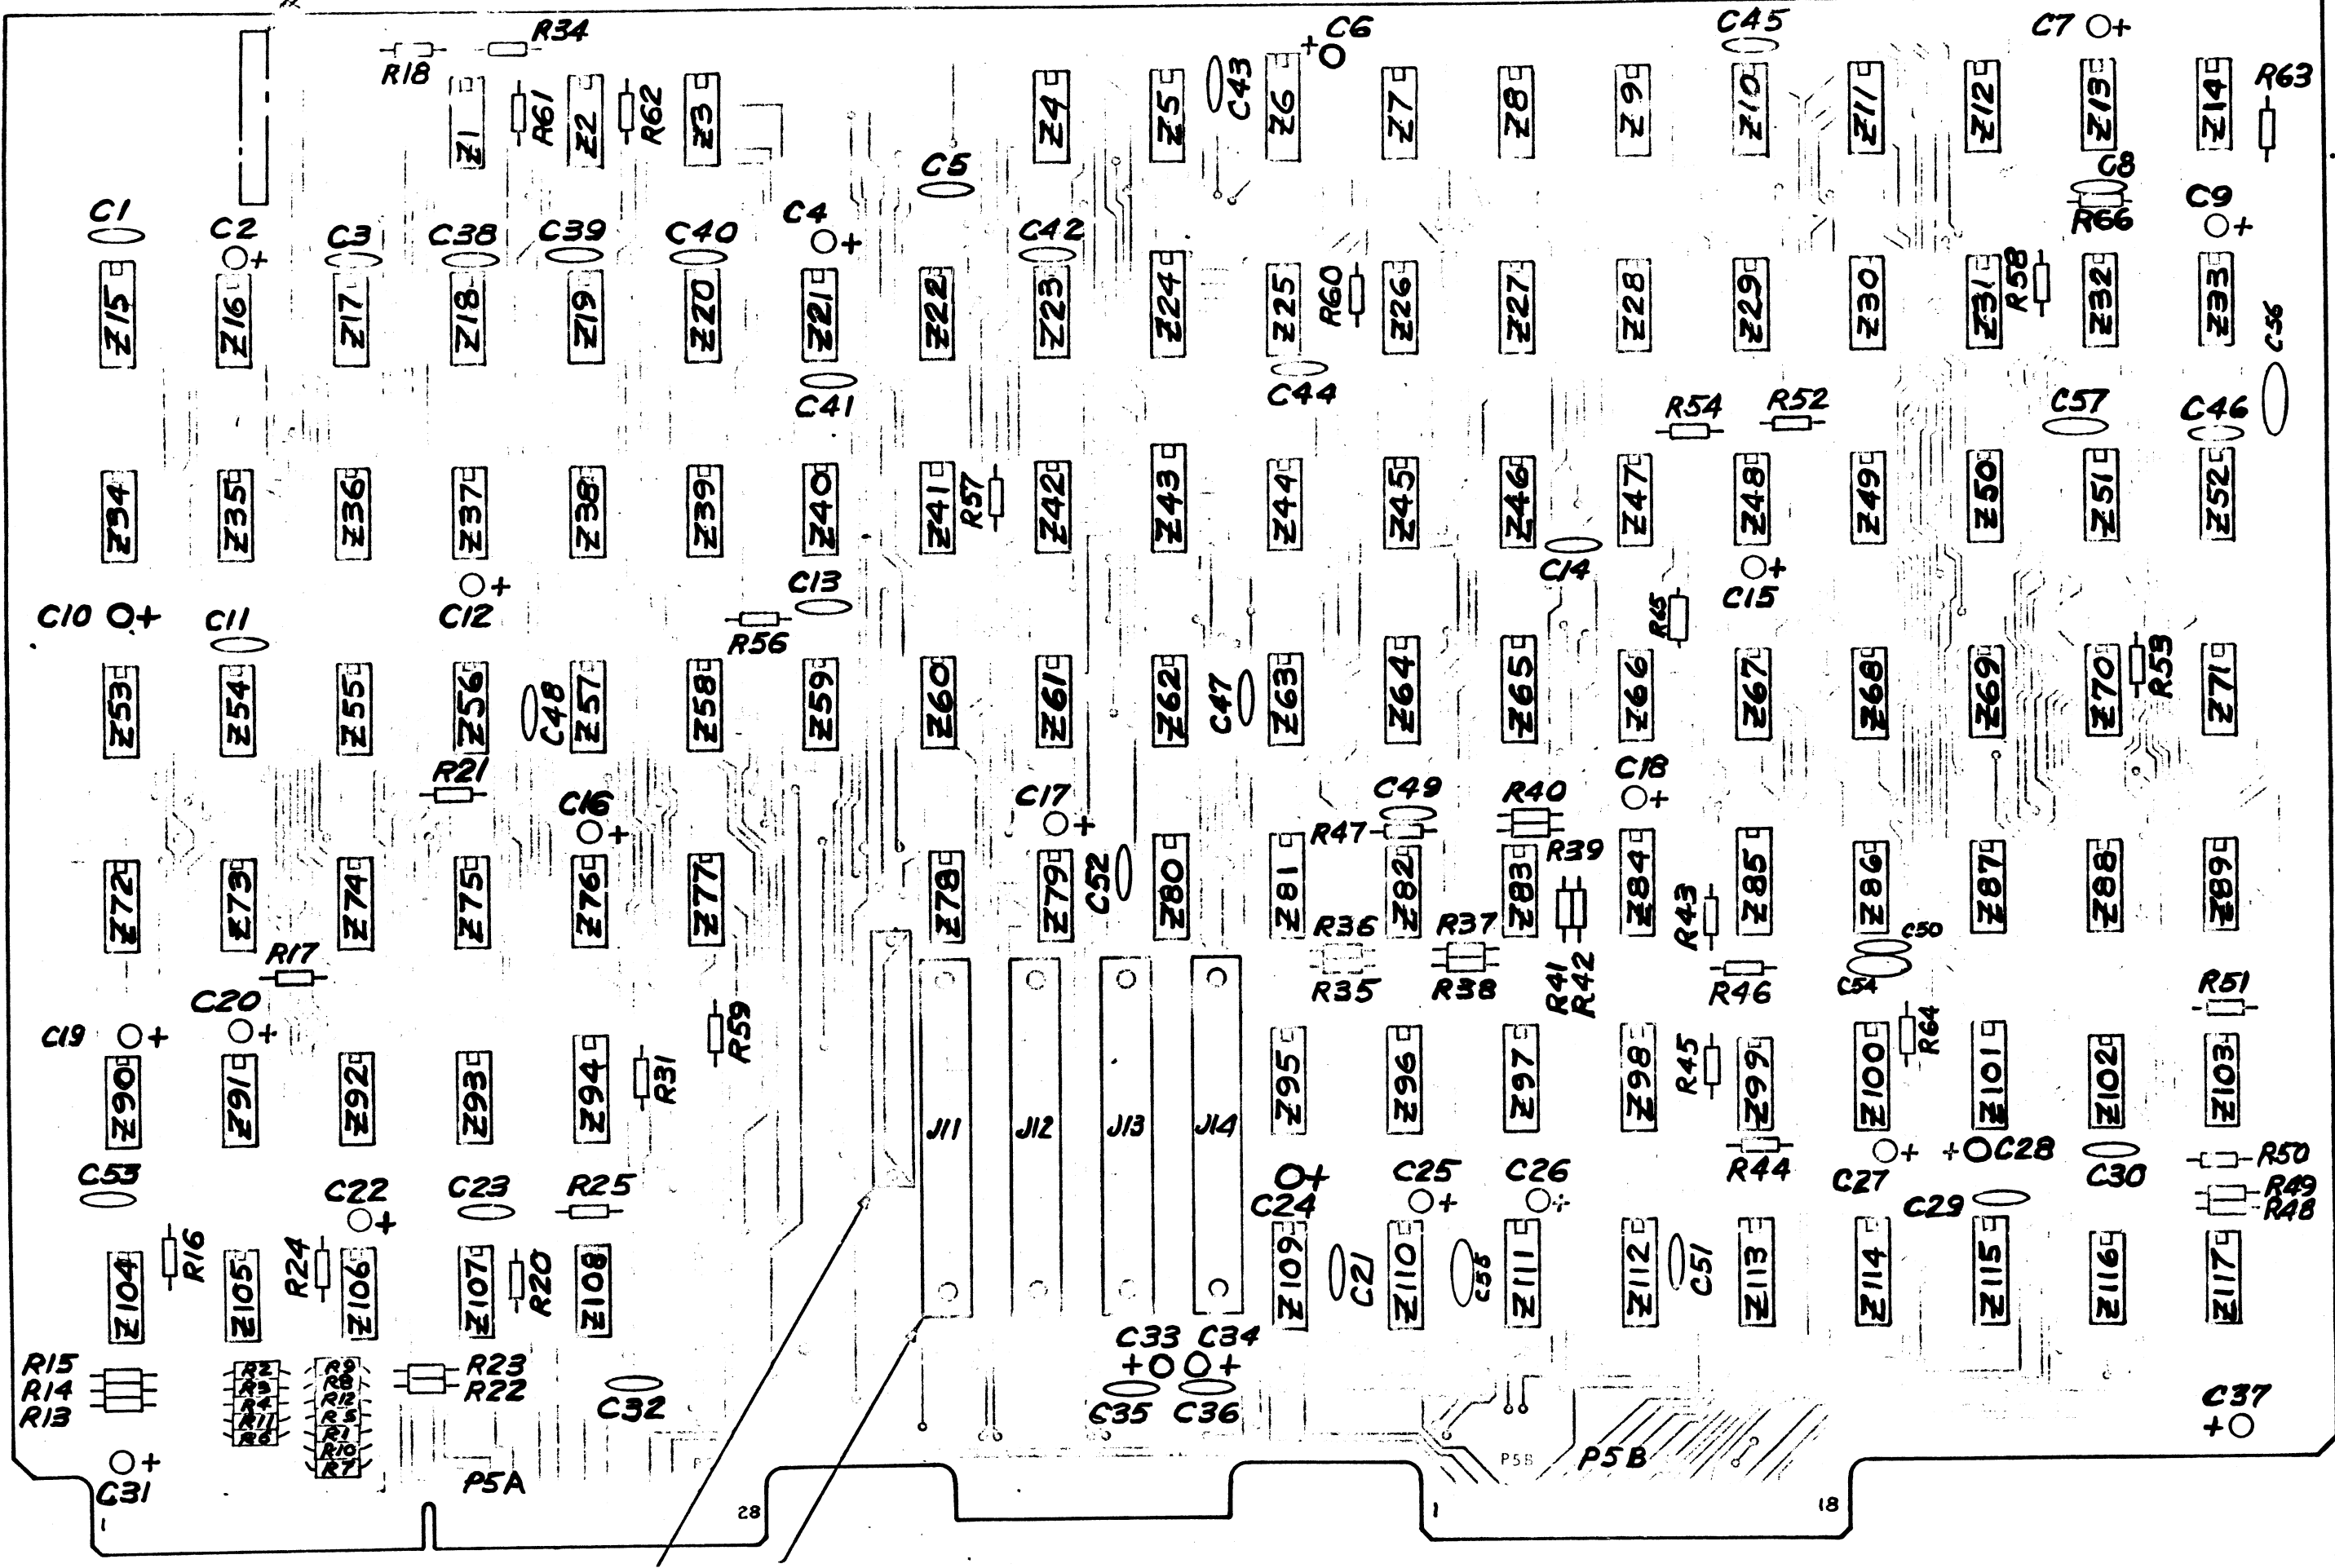 R34 C6 C45 C7
R18 C43 R63
R61 R62
Z1 Z2 Z3 Z4 Z5 Z6 Z7 Z8 Z9 Z10 Z11 Z12 Z13 Z14
C5 C8
C1 C2 C3 C38 C39 C40 C4 C42 R66 C9
Z15 Z16 Z17 Z18 Z19 Z20 Z21 Z22 Z23 Z24 Z25 R60 Z26 Z27 Z28 Z29 Z30 Z31 R58 Z32 Z33 C56
C41 C44 R54 R52 C57 C46
Z34 Z35 Z36 Z37 Z38 Z39 Z40 Z41 R57 Z42 Z43 Z44 Z45 Z46 Z47 Z48 Z49 Z50 Z51 Z52
C14 C15
C10 C11 C12 R56 C13 R65
Z53 Z54 Z55 Z56 C48 Z57 Z58 Z59 Z60 Z61 Z62 C47 Z63 Z64 Z65 Z66 Z67 Z68 Z69 Z70 R53 Z71
R21 C16 C17 C49 R40 C18
R47 R39
Z72 Z73 Z74 Z75 Z76 Z77 Z78 Z79 C52 Z80 Z81 Z82 Z83 Z84 R43 Z85 Z86 Z87 Z88 Z89
R17 R36 R37 C50
R35 R38 R41 R42 R46 C54 R51
C19 C20 R59 R64
Z90 Z91 Z92 Z93 Z94 R31 J11 J12 J13 J14 Z95 Z96 Z97 Z98 R45 Z99 Z100 Z101 Z102 Z103
C53 C22 C23 R25 C24 C25 C26 R44 C27 C28 C30 R50
C29 R49
R48
R16 R24 R20 C21 C55 C51
Z104 Z105 Z106 Z107 Z108 Z109 Z110 Z111 Z112 Z113 Z114 Z115 Z116 Z117
C33 C34
R15 R2 R9 R23
R14 R3 R8 R22 C32 C35 C36 C37
R13 R4 R12
R11 R5
R6 R1
R10
R7
C31 P5A P5B P5B
1 28 1 18